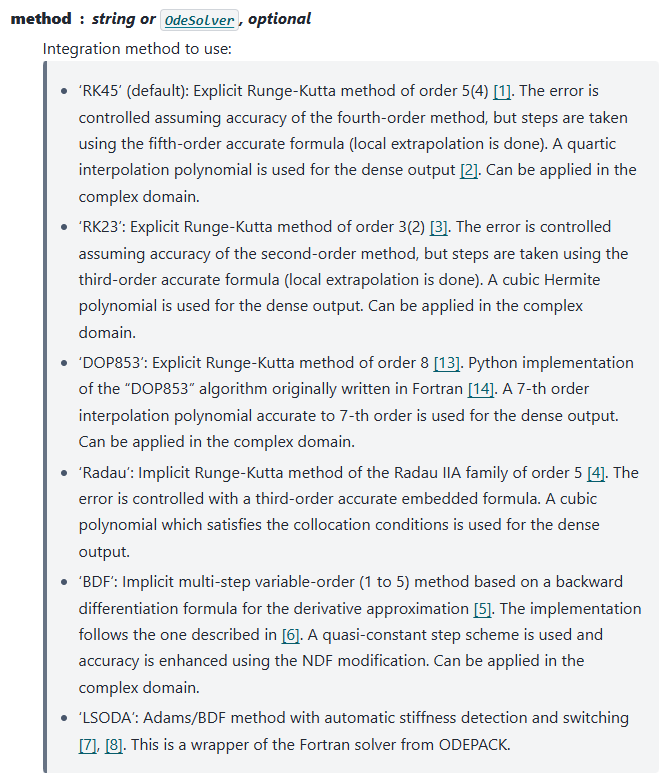 method : string or OdeSolver, optional
Integration method to use:
• ‘RK45’ (default): Explicit Runge-Kutta method of order 5(4) [1]. The error is
controlled assuming accuracy of the fourth-order method, but steps are taken
using the fifth-order accurate formula (local extrapolation is done). A quartic
interpolation polynomial is used for the dense output [2]. Can be applied in the
complex domain.
• ‘RK23’: Explicit Runge-Kutta method of order 3(2) [3]. The error is controlled
assuming accuracy of the second-order method, but steps are taken using the
third-order accurate formula (local extrapolation is done). A cubic Hermite
polynomial is used for the dense output. Can be applied in the complex
domain.
• ‘DOP853’: Explicit Runge-Kutta method of order 8 [13]. Python implementation
of the “DOP853” algorithm originally written in Fortran [14]. A 7-th order
interpolation polynomial accurate to 7-th order is used for the dense output.
Can be applied in the complex domain.
• ‘Radau’: Implicit Runge-Kutta method of the Radau IIA family of order 5 [4]. The
error is controlled with a third-order accurate embedded formula. A cubic
polynomial which satisfies the collocation conditions is used for the dense
output.
• ‘BDF’: Implicit multi-step variable-order (1 to 5) method based on a backward
differentiation formula for the derivative approximation [5]. The implementation
follows the one described in [6]. A quasi-constant step scheme is used and
accuracy is enhanced using the NDF modification. Can be applied in the
complex domain.
• ‘LSODA’: Adams/BDF method with automatic stiffness detection and switching
[7], [8]. This is a wrapper of the Fortran solver from ODEPACK.